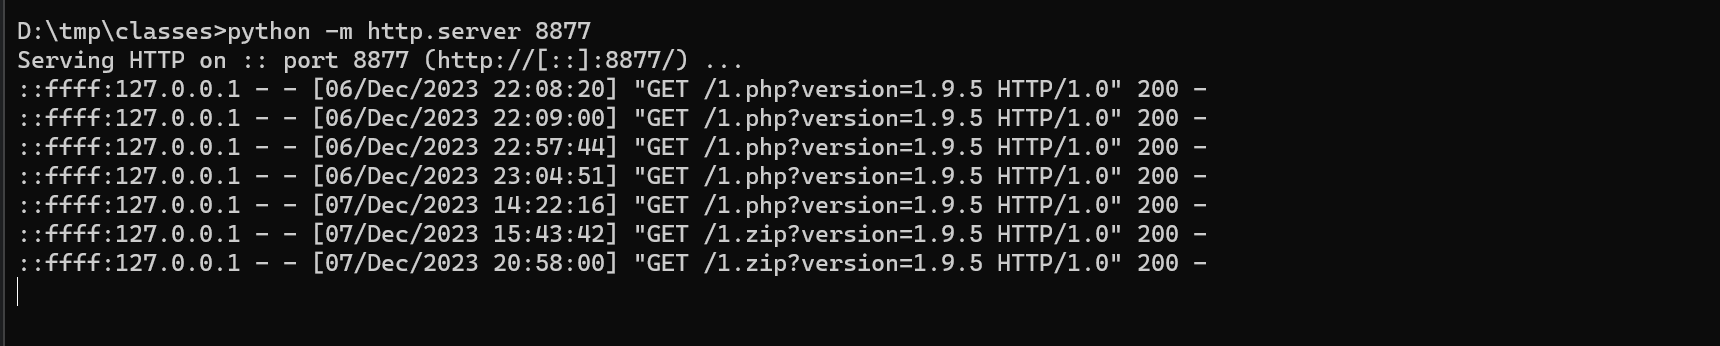 D:\tmp\classes>python -m http.server 8877
Serving HTTP on :: port 8877 (http://[::]:8877/) ...
::ffff:127.0.0.1 - - [06/Dec/2023 22:08:20] "GET /1.php?version=1.9.5 HTTP/1.0" 200 -
::ffff:127.0.0.1 - - [06/Dec/2023 22:09:00] "GET /1.php?version=1.9.5 HTTP/1.0" 200 -
::ffff:127.0.0.1 - - [06/Dec/2023 22:57:44] "GET /1.php?version=1.9.5 HTTP/1.0" 200 -
::ffff:127.0.0.1 - - [06/Dec/2023 23:04:51] "GET /1.php?version=1.9.5 HTTP/1.0" 200 -
::ffff:127.0.0.1 - - [07/Dec/2023 14:22:16] "GET /1.php?version=1.9.5 HTTP/1.0" 200 -
::ffff:127.0.0.1 - - [07/Dec/2023 15:43:42] "GET /1.zip?version=1.9.5 HTTP/1.0" 200 -
::ffff:127.0.0.1 - - [07/Dec/2023 20:58:00] "GET /1.zip?version=1.9.5 HTTP/1.0" 200 -